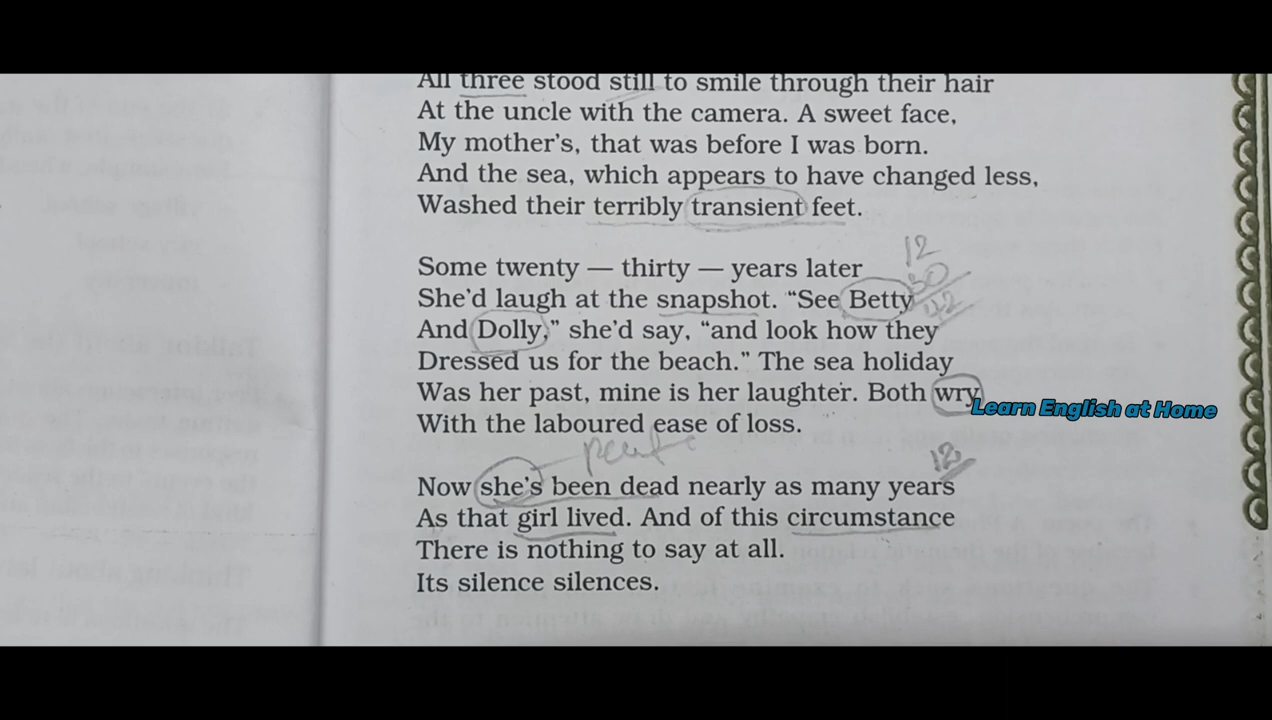 All three stood still to smile through their hair
At the uncle with the camera. A sweet face,
My mother's, that was before I was born.
And the sea, which appears to have changed less,
Washed their terribly transient feet.
12
Some twenty — thirty — years later
30
She'd laugh at the snapshot. “See Betty
42
And Dolly,” she'd say, “and look how they
Dressed us for the beach.” The sea holiday
Was her past, mine is her laughter. Both wry
Learn English at Home
With the laboured ease of loss.
12
Now she's been dead nearly as many years
As that girl lived. And of this circumstance
There is nothing to say at all.
Its silence silences.